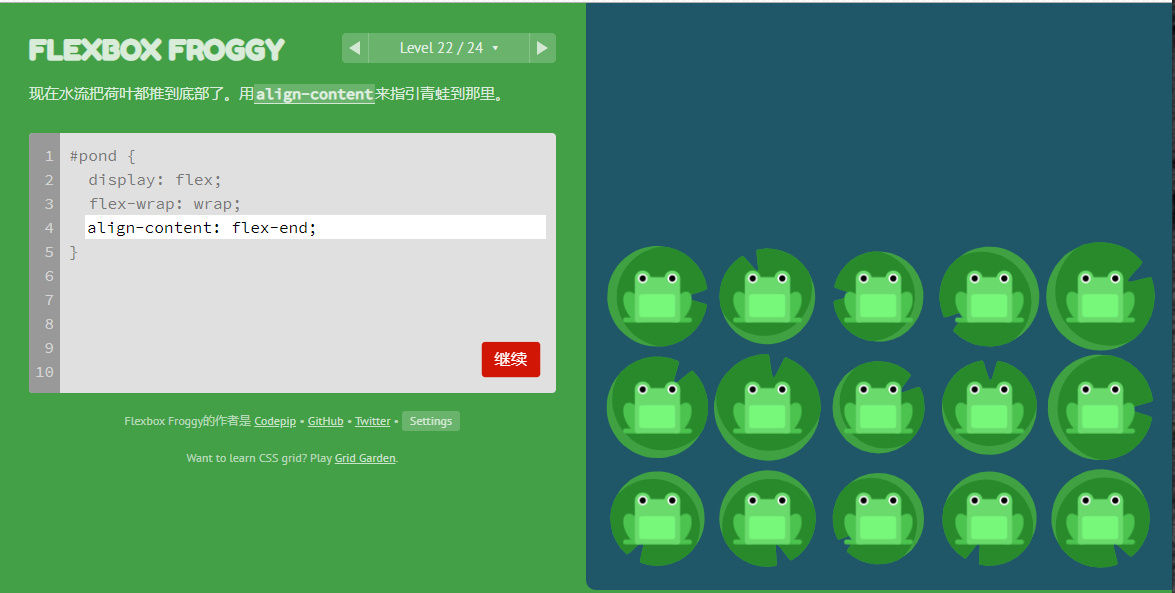 FLEXBOX FROGGY
◀ Level 22 / 24 ▾ ▶
现在水流把荷叶都推到底部了。用align-content来指引青蛙到那里。
1 #pond {
2 display: flex;
3 flex-wrap: wrap;
4 align-content: flex-end;
5 }
6
7
8
9
10
继续
Flexbox Froggy的作者是 Codepip • GitHub • Twitter • Settings
Want to learn CSS grid? Play Grid Garden.